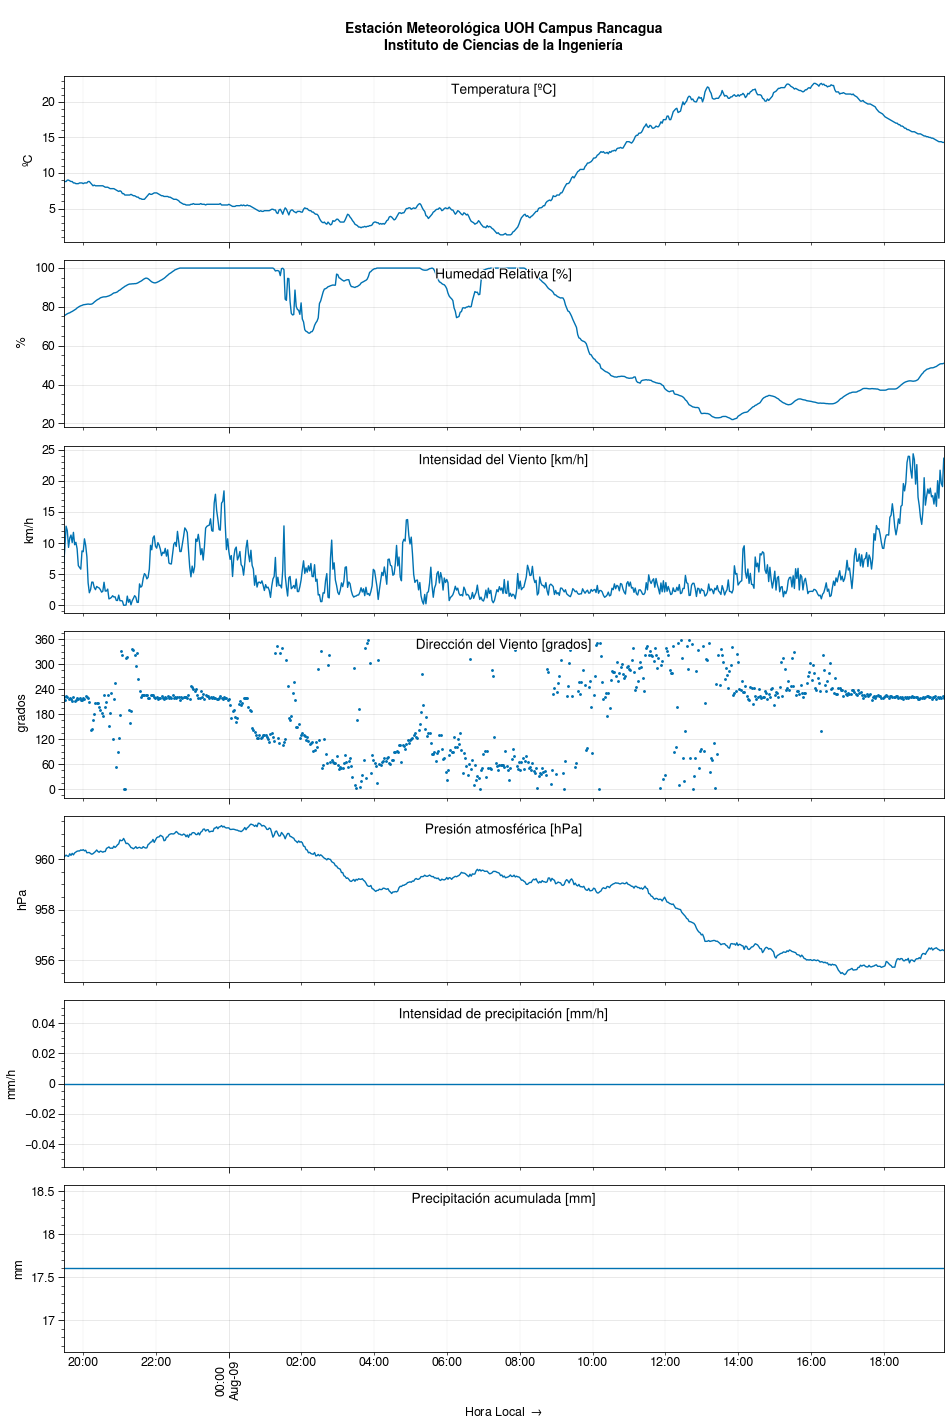 Estación Meteorológica UOH Campus Rancagua
Instituto de Ciencias de la Ingeniería
Temperatura [ºC]
ºC
20
15
10
5
Humedad Relativa [%]
%
100
80
60
40
20
Intensidad del Viento [km/h]
km/h
25
20
15
10
5
0
Dirección del Viento [grados]
grados
360
300
240
180
120
60
0
Presión atmosférica [hPa]
hPa
960
958
956
Intensidad de precipitación [mm/h]
mm/h
0.04
0.02
0
−0.02
−0.04
Precipitación acumulada [mm]
mm
18.5
18
17.5
17
20:00 22:00 00:00 02:00 04:00 06:00 08:00 10:00 12:00 14:00 16:00 18:00
Aug-09
Hora Local →